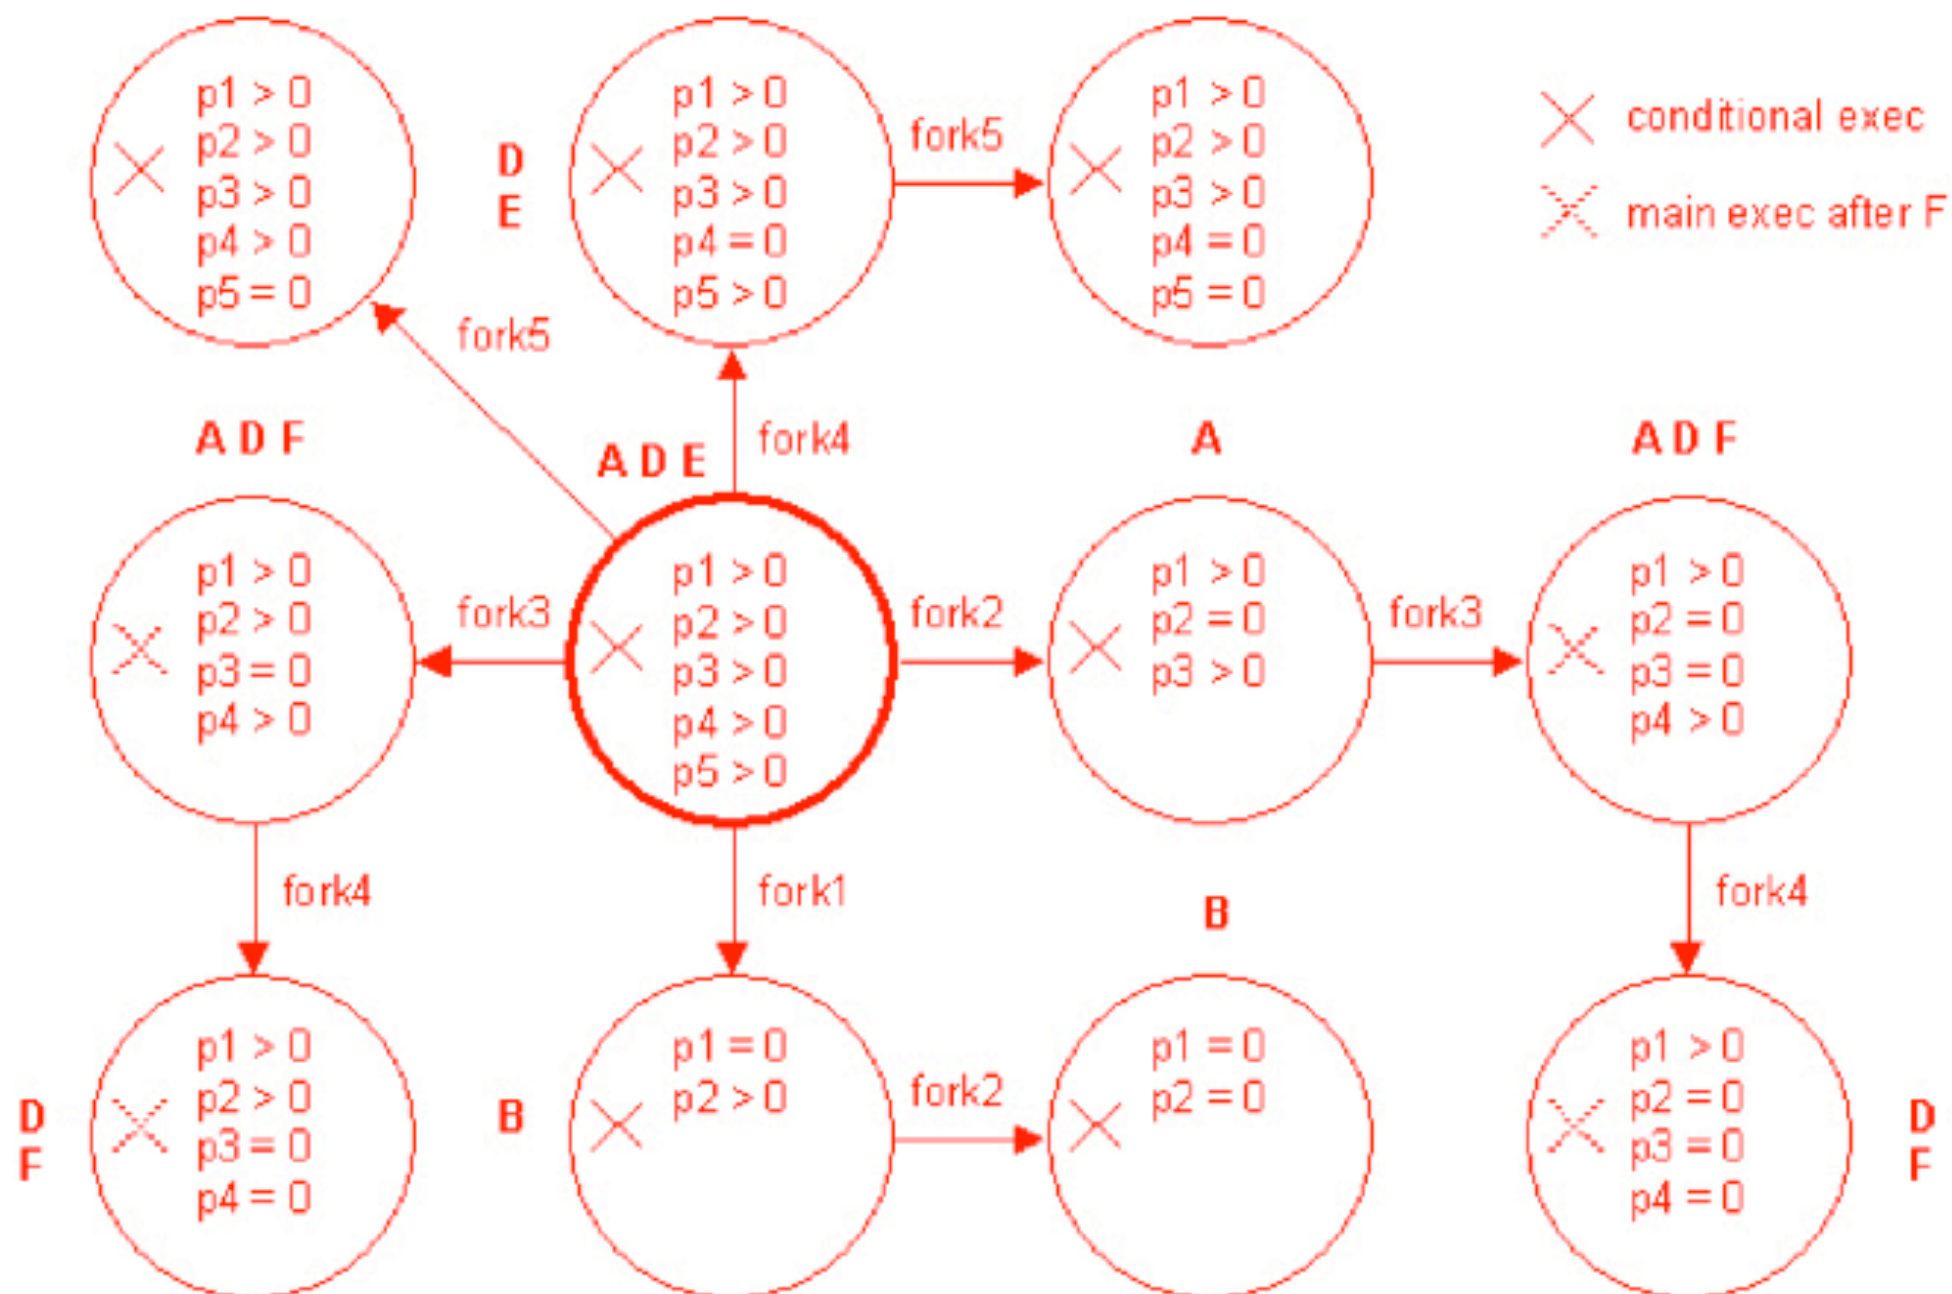 p1 > 0
p2 > 0
p3 > 0
p4 > 0
p5 = 0
D
E
p1 > 0
p2 > 0
p3 > 0
p4 = 0
p5 > 0
fork5
p1 > 0
p2 > 0
p3 > 0
p4 = 0
p5 = 0
conditional exec
main exec after F
fork5
fork4
A D F
p1 > 0
p2 > 0
p3 = 0
p4 > 0
fork3
A D E
p1 > 0
p2 > 0
p3 > 0
p4 > 0
p5 > 0
fork2
A
p1 > 0
p2 = 0
p3 > 0
fork3
A D F
p1 > 0
p2 = 0
p3 = 0
p4 > 0
fork4
fork1
fork4
D
F
p1 > 0
p2 > 0
p3 = 0
p4 = 0
B
p1 = 0
p2 > 0
fork2
B
p1 = 0
p2 = 0
p1 > 0
p2 = 0
p3 = 0
p4 = 0
D
F